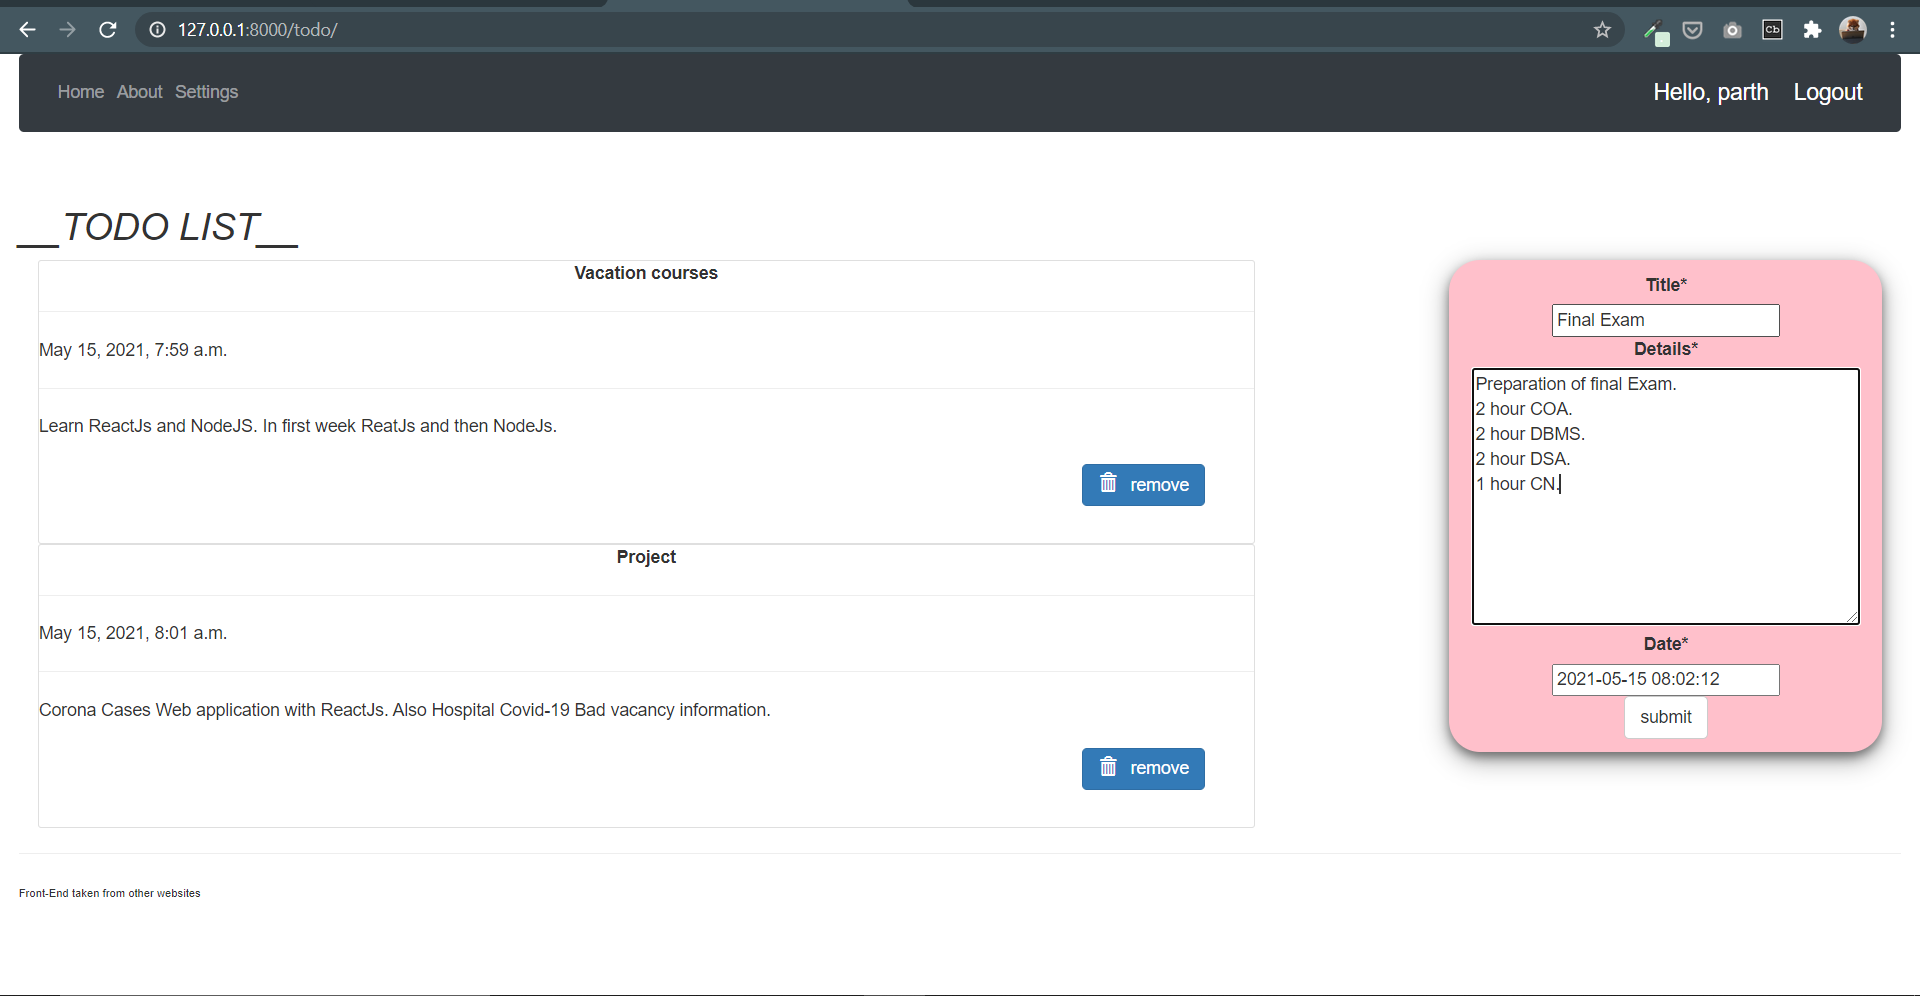 127.0.0.1:8000/todo/
Cb
Home About Settings
Hello, parth Logout
__TODO LIST__
Vacation courses
May 15, 2021, 7:59 a.m.
Learn ReactJs and NodeJS. In first week ReatJs and then NodeJs.
remove
Project
May 15, 2021, 8:01 a.m.
Corona Cases Web application with ReactJs. Also Hospital Covid-19 Bad vacancy information.
remove
Title*
Final Exam
Details*
Preparation of final Exam.
2 hour COA.
2 hour DBMS.
2 hour DSA.
1 hour CN.
Date*
2021-05-15 08:02:12
submit
Front-End taken from other websites